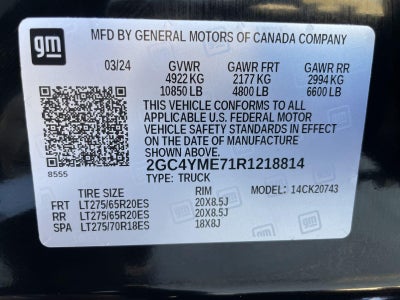 gm
MFD BY GENERAL MOTORS OF CANADA COMPANY
03/24 GVWR GAWR FRT GAWR RR
4922 KG 2177 KG 2994 KG
10850 LB 4800 LB 6600 LB
THIS VEHICLE CONFORMS TO ALL
APPLICABLE U.S. FEDERAL MOTOR
VEHICLE SAFETY STANDARDS IN EFFECT
ON THE DATE OF MANUFACTURE
SHOWN ABOVE.
8555 2GC4YME71R1218814
TYPE: TRUCK
TIRE SIZE RIM MODEL: 14CK20743
FRT LT275/65R20ES 20X8.5J
RR LT275/65R20ES 20X8.5J
SPA LT275/70R18ES 18X8J
gm